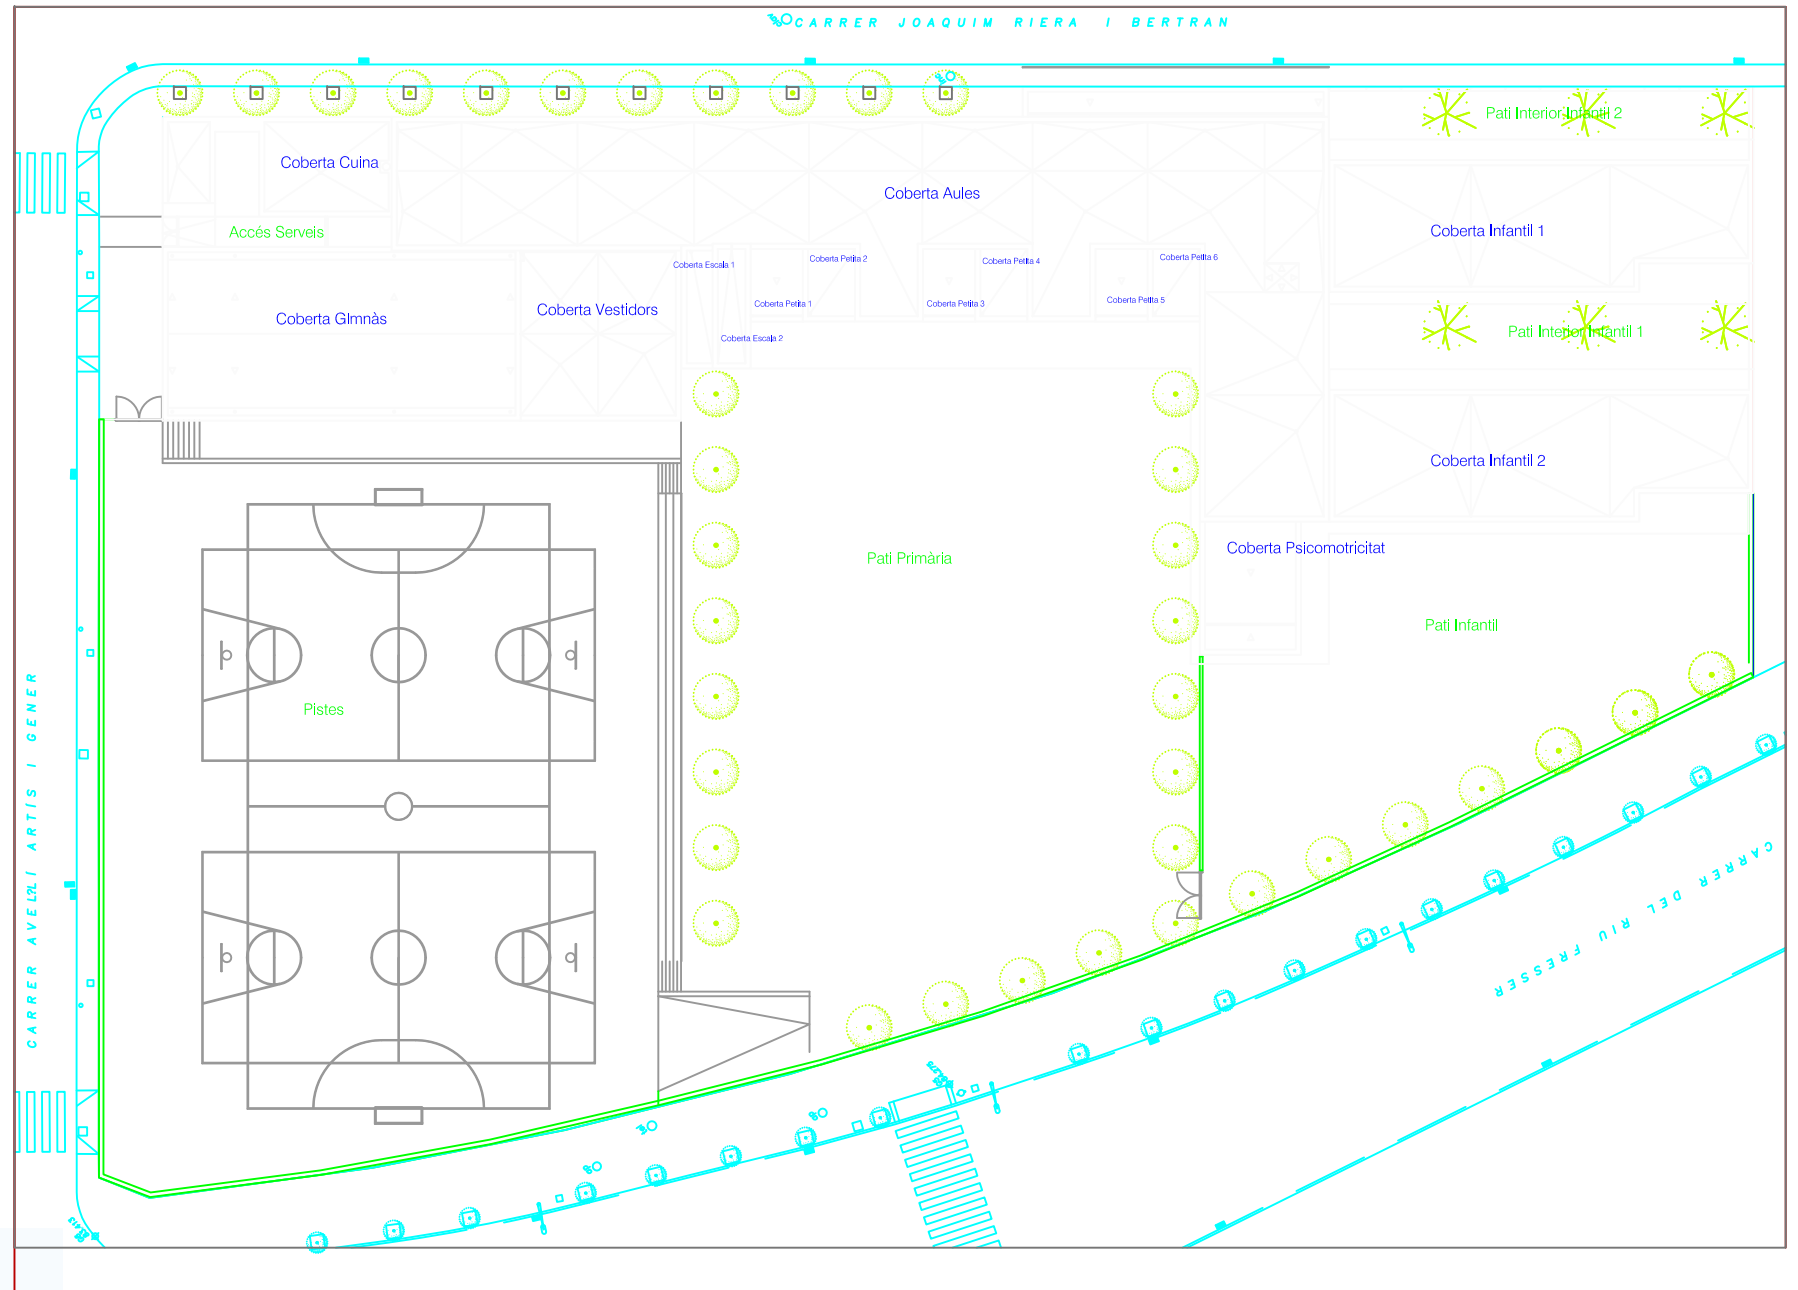 CARRER JOAQUIM RIERA I BERTRAN
Pati Interior Infantil 2
Coberta Cuina
Coberta Aules
Accés Serveis
Coberta Infantil 1
Coberta Escala 1
Coberta Petita 2
Coberta Petita 4
Coberta Petita 6
Coberta Petita 1
Coberta Petita 3
Coberta Petita 5
Coberta Gimnàs
Coberta Vestidors
Coberta Escala 2
Pati Interior Infantil 1
Coberta Infantil 2
Coberta Psicomotricitat
Pati Primària
Pati Infantil
Pistes
CARRER AVEL·LI ARTIS I GENER
CARRER DEL RIU FRESSER